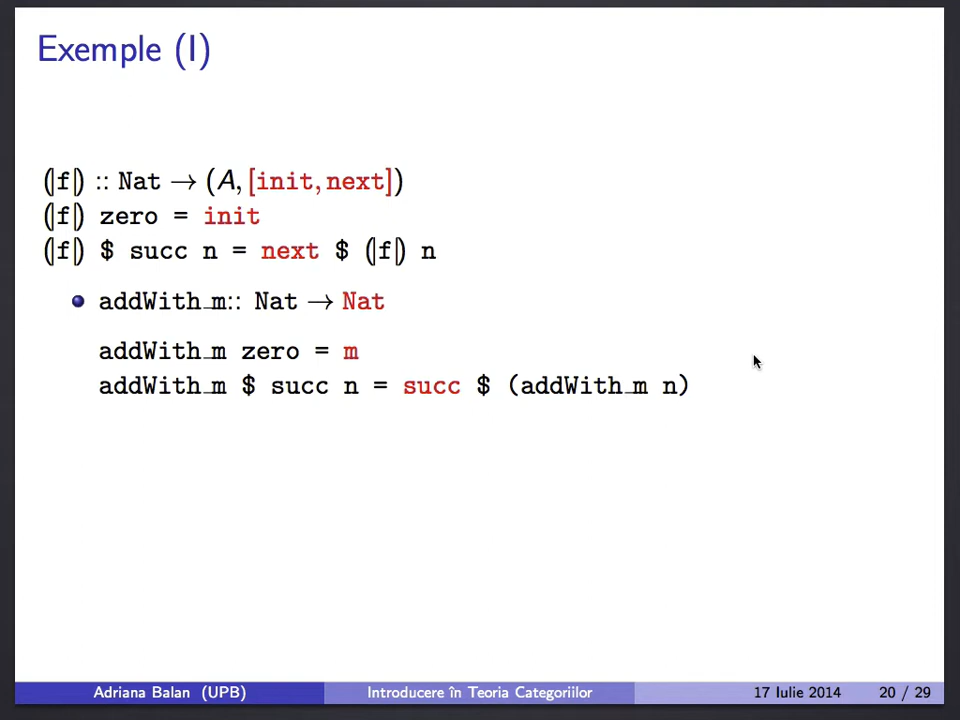 Exemple (I)
(|f|) :: Nat → (A, [init, next])
(|f|) zero = init
(|f|) $ succ n = next $ (|f|) n
addWith_m:: Nat → Nat
addWith_m zero = m
addWith_m $ succ n = succ $ (addWith_m n)
Adriana Balan (UPB) Introducere în Teoria Categoriilor 17 Iulie 2014 20 / 29